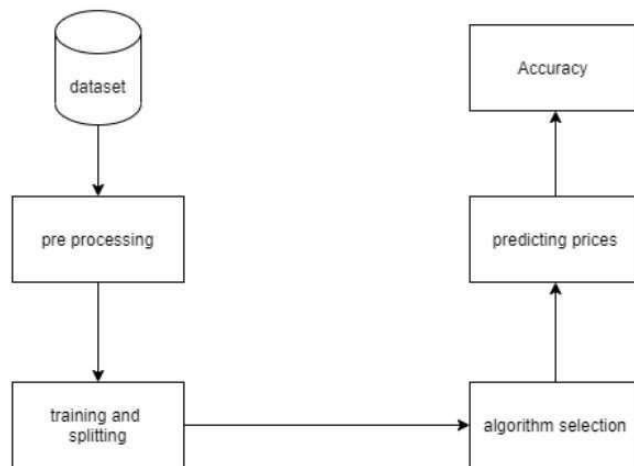 dataset
pre processing
training and
splitting
algorithm selection
predicting prices
Accuracy